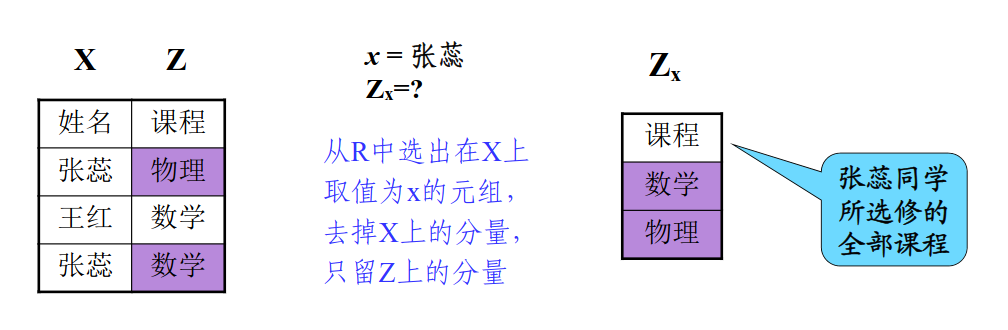 X Z
姓名 课程
张蕊 物理
王红 数学
张蕊 数学
x = 张蕊
Zx=?
从R中选出在X上
取值为x的元组，
去掉X上的分量，
只留Z上的分量
Zx
课程
数学
物理
张蕊同学
所选修的
全部课程